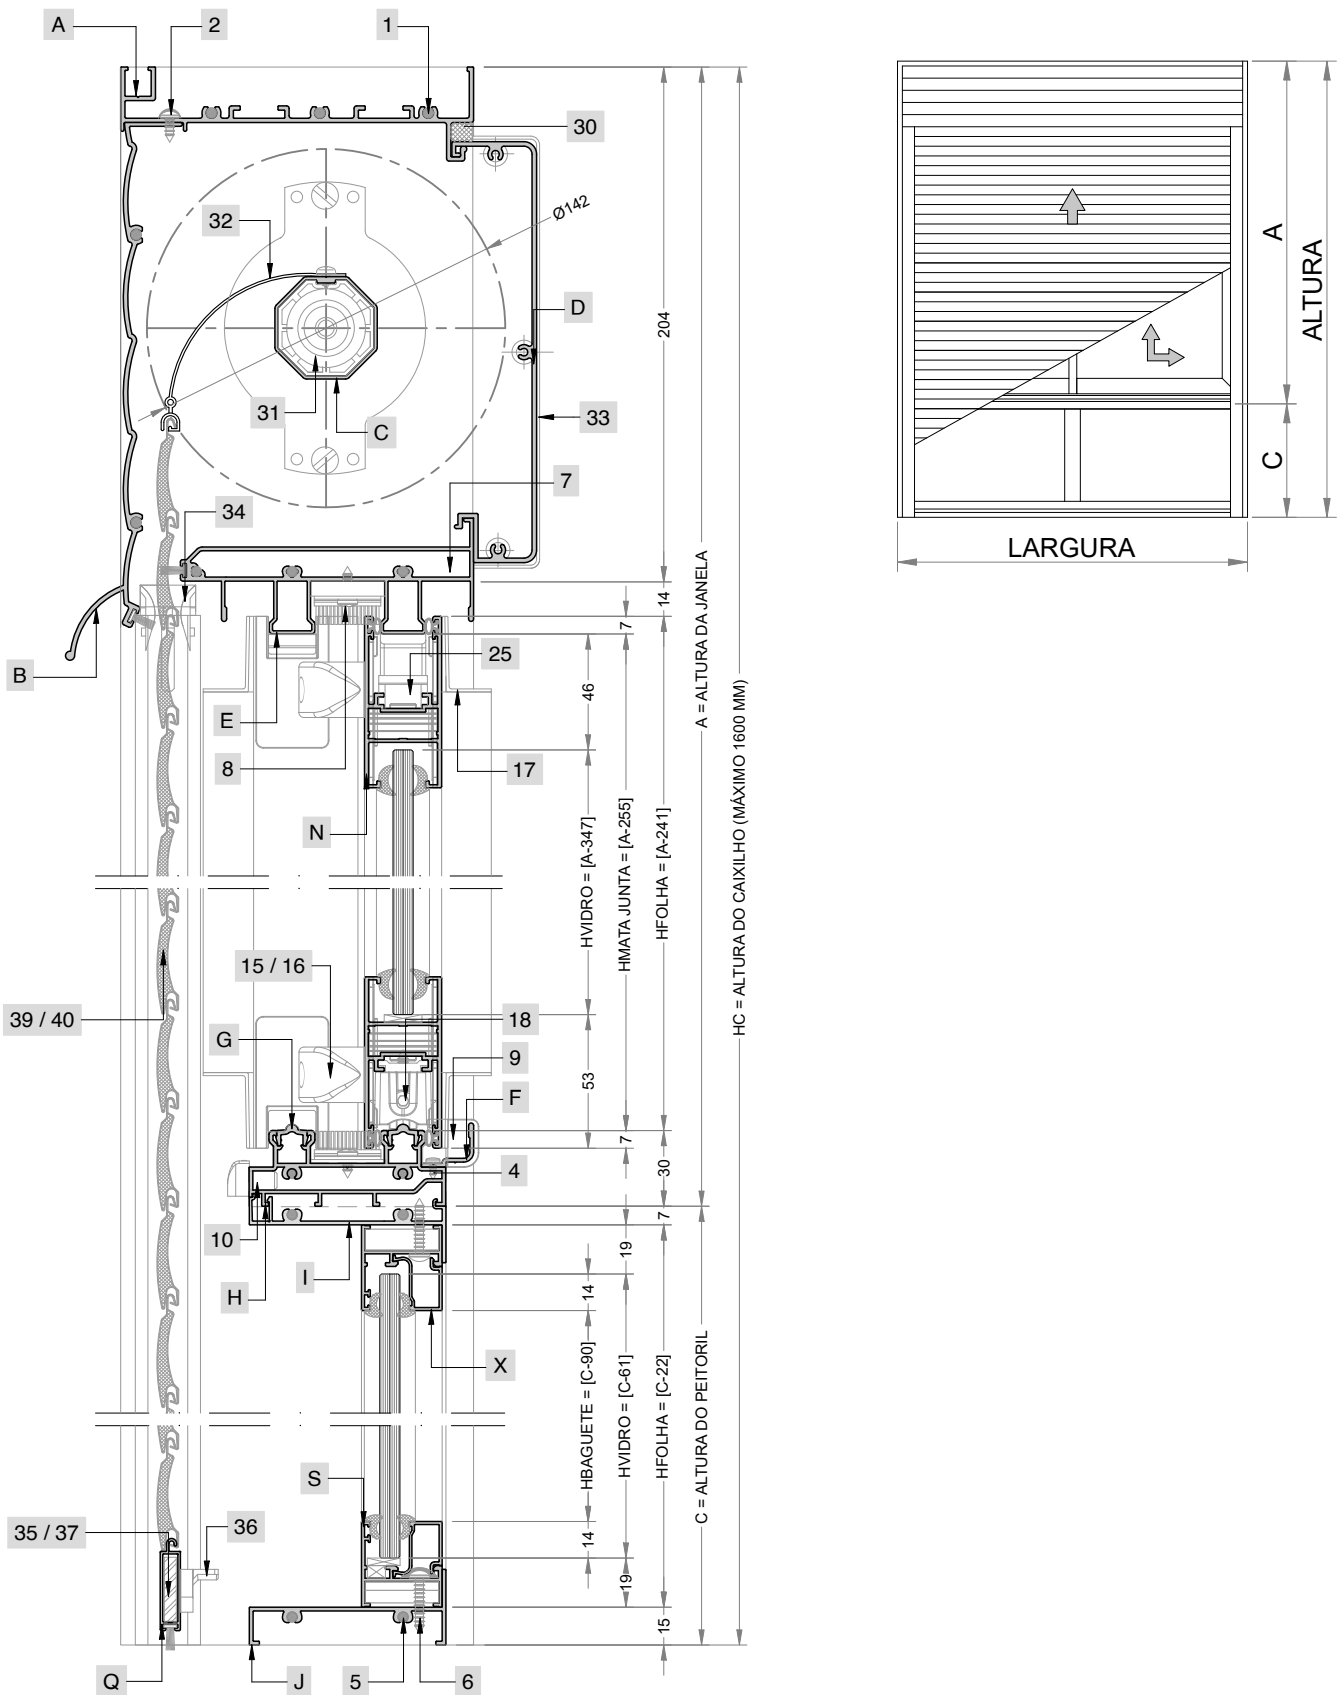 A
2
1
30
32
Ø142
D
31
C
33
7
34
B
E
8
25
17
N
15 / 16
39 / 40
G
18
9
F
4
10
H
I
X
S
35 / 37
36
Q
J
5
6
204
14
7
46
HVIDRO = [A-347]
HMATA JUNTA = [A-255]
HFOLHA = [A-241]
A = ALTURA DA JANELA
HC = ALTURA DO CAIXILHO (MÁXIMO 1600 MM)
53
7
30
7
19
14
HBAGUETE = [C-90]
HVIDRO = [C-61]
HFOLHA = [C-22]
C = ALTURA DO PEITORIL
14
19
15
A
ALTURA
C
LARGURA